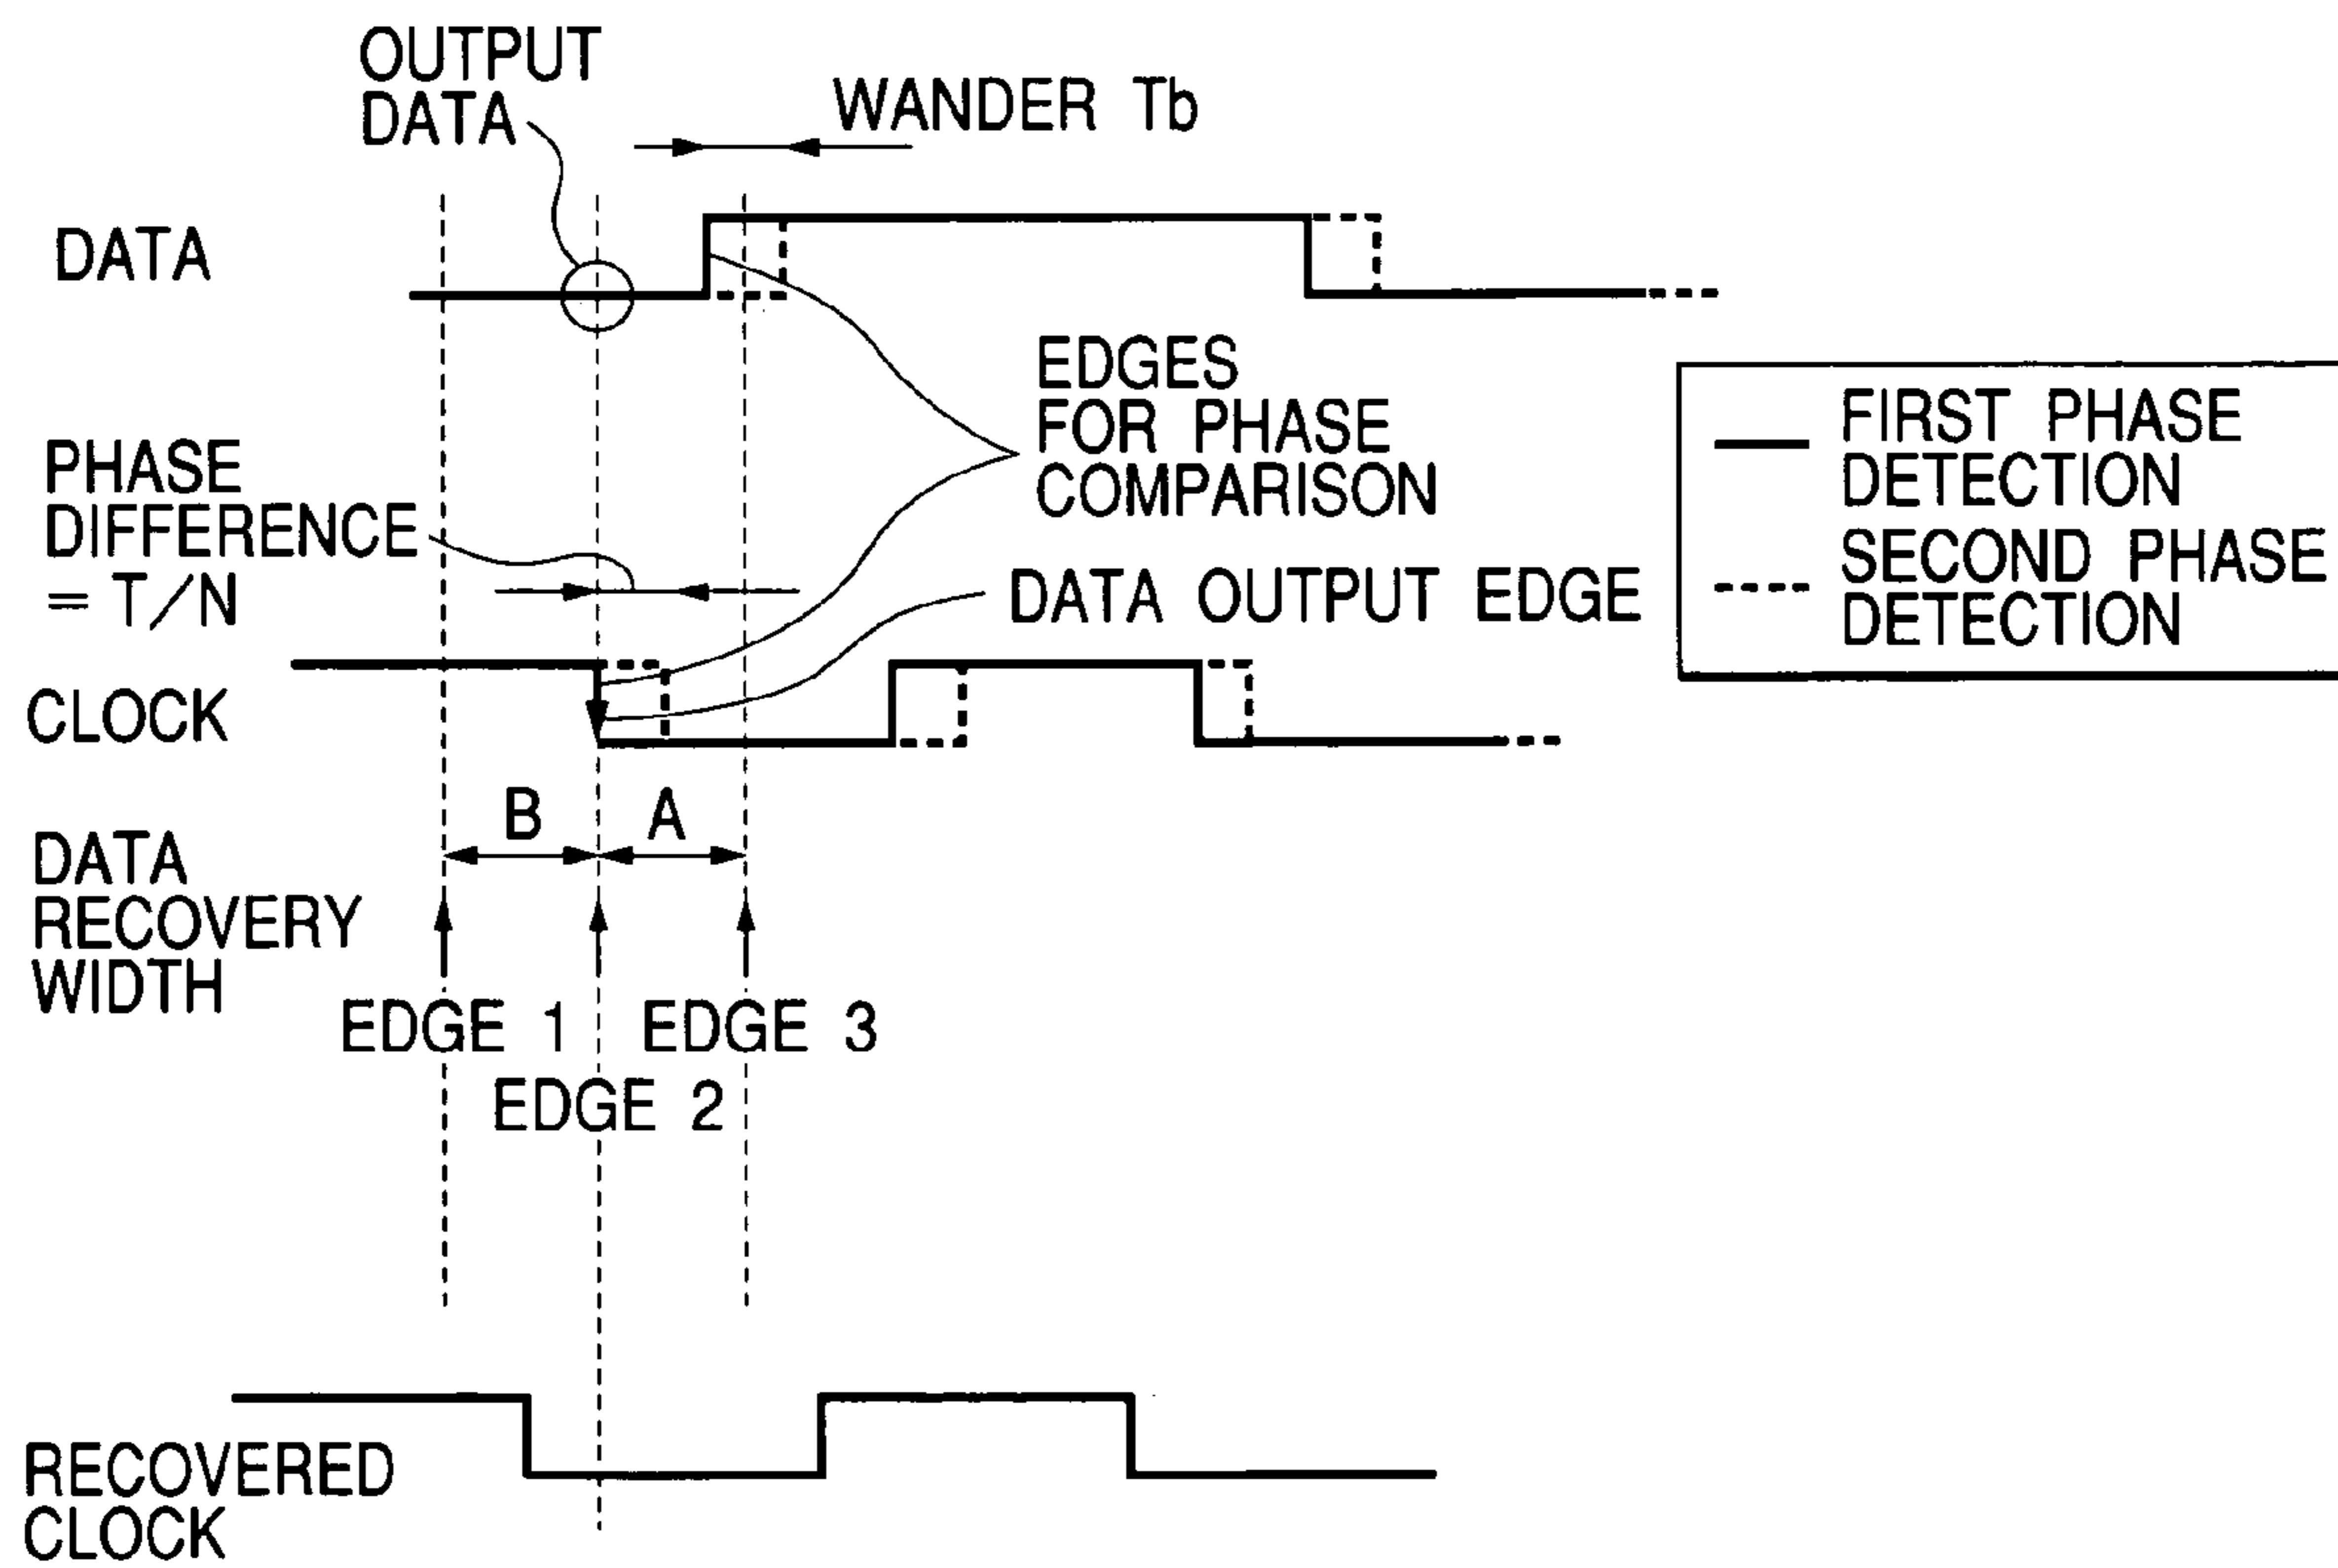 OUTPUT
DATA
WANDER Tb
DATA
EDGES
FOR PHASE
COMPARISON
FIRST PHASE
DETECTION
SECOND PHASE
DETECTION
PHASE
DIFFERENCE
= T/N
DATA OUTPUT EDGE
CLOCK
B
A
DATA
RECOVERY
WIDTH
EDGE 1
EDGE 3
EDGE 2
RECOVERED
CLOCK